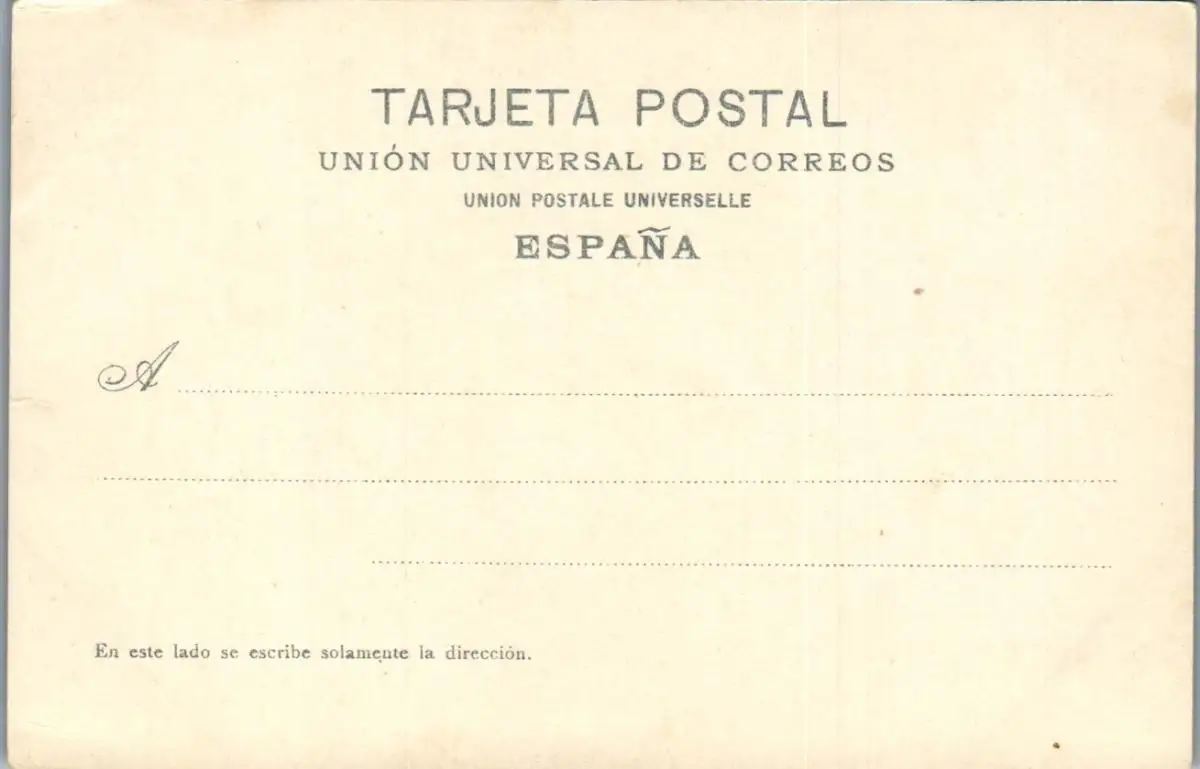 TARJETA POSTAL
UNIÓN UNIVERSAL DE CORREOS
UNION POSTALE UNIVERSELLE
ESPAÑA
A
En este lado se escribe solamente la dirección.